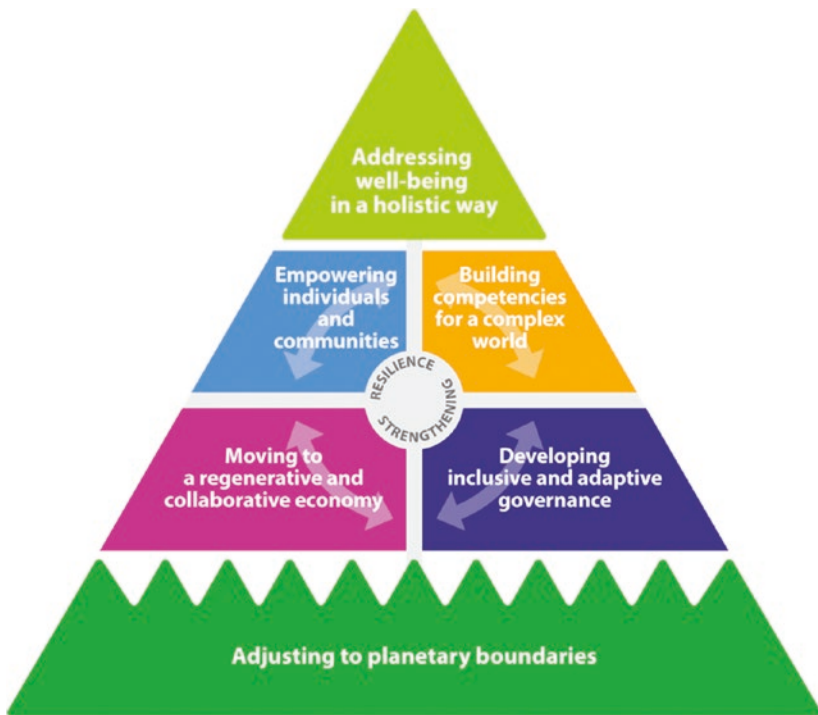 Addressing
well-being
in a holistic way
Empowering
individuals
and
communities
Building
competencies
for a complex
world
RESILIENCE
STRENGTHENING
Moving to
a regenerative and
collaborative economy
Developing
inclusive and adaptive
governance
Adjusting to planetary boundaries